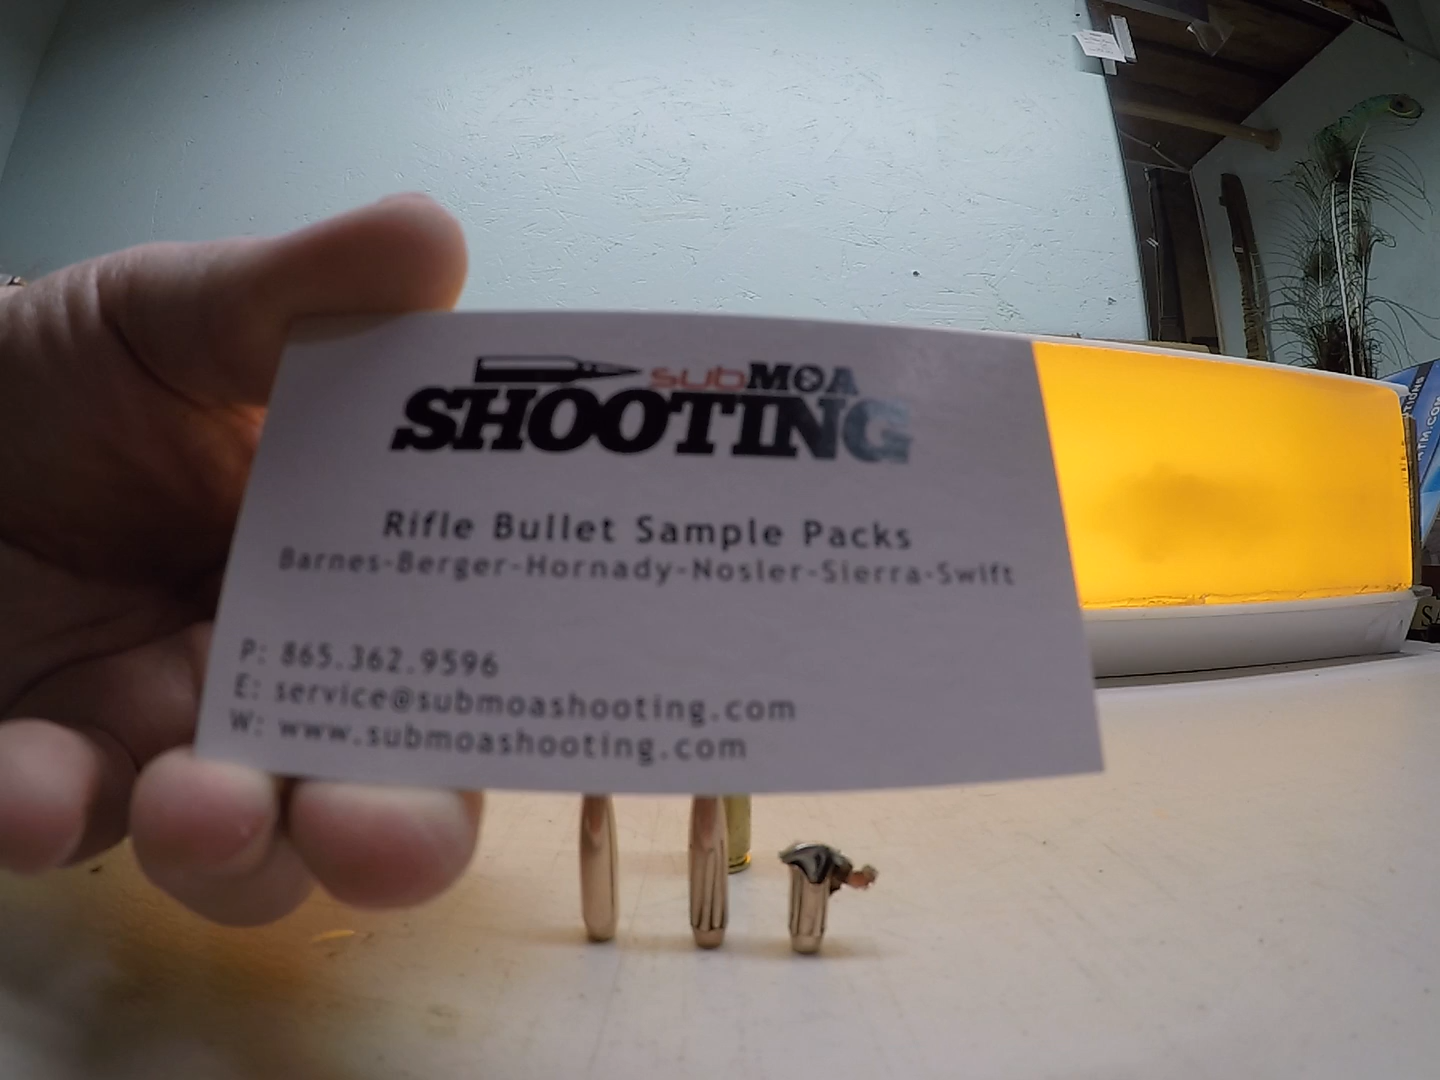 subMOA
SHOOTING
Rifle Bullet Sample Packs
Barnes-Berger-Hornady-Nosler-Sierra-Swift
P: 865.362.9596
E: service@submoashooting.com
W: www.submoashooting.com